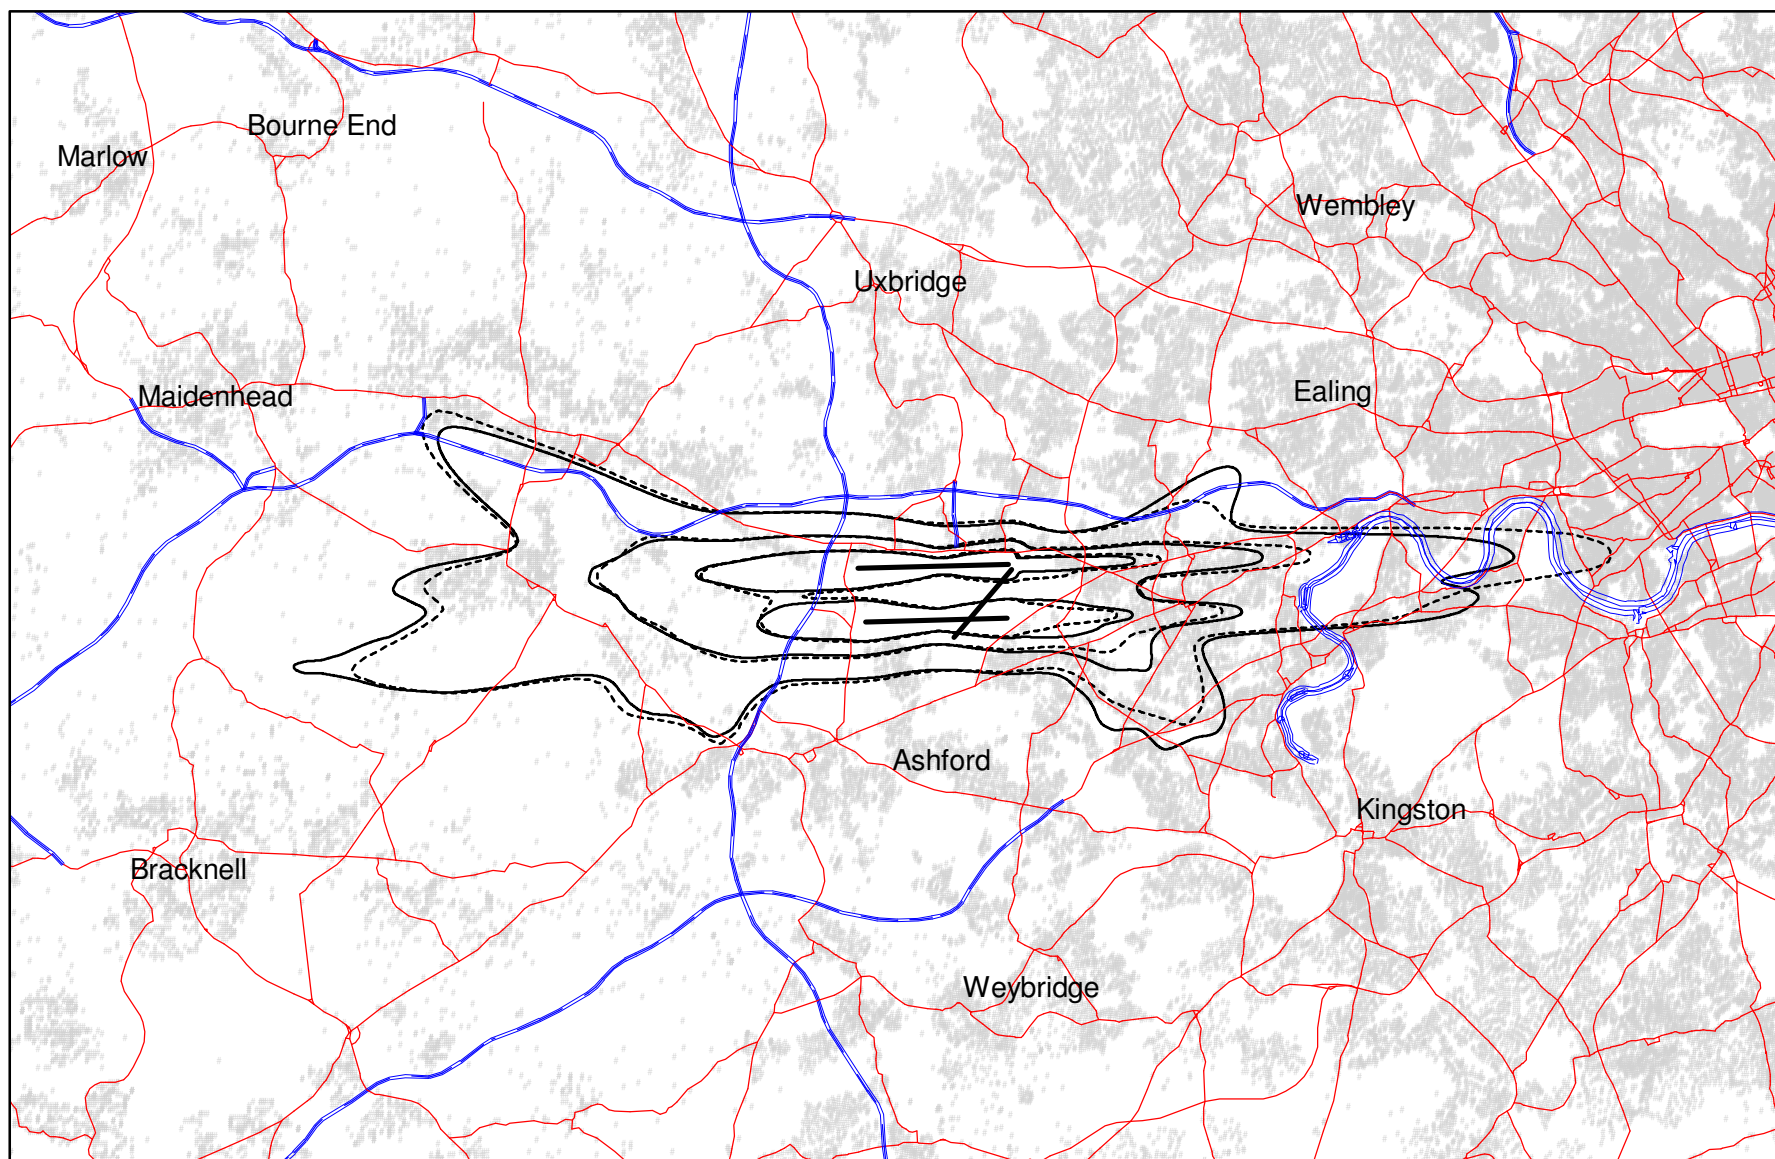 Bourne End
Marlow
Wembley
Uxbridge
Maidenhead
Ealing
Ashford
Kingston
Bracknell
Weybridge